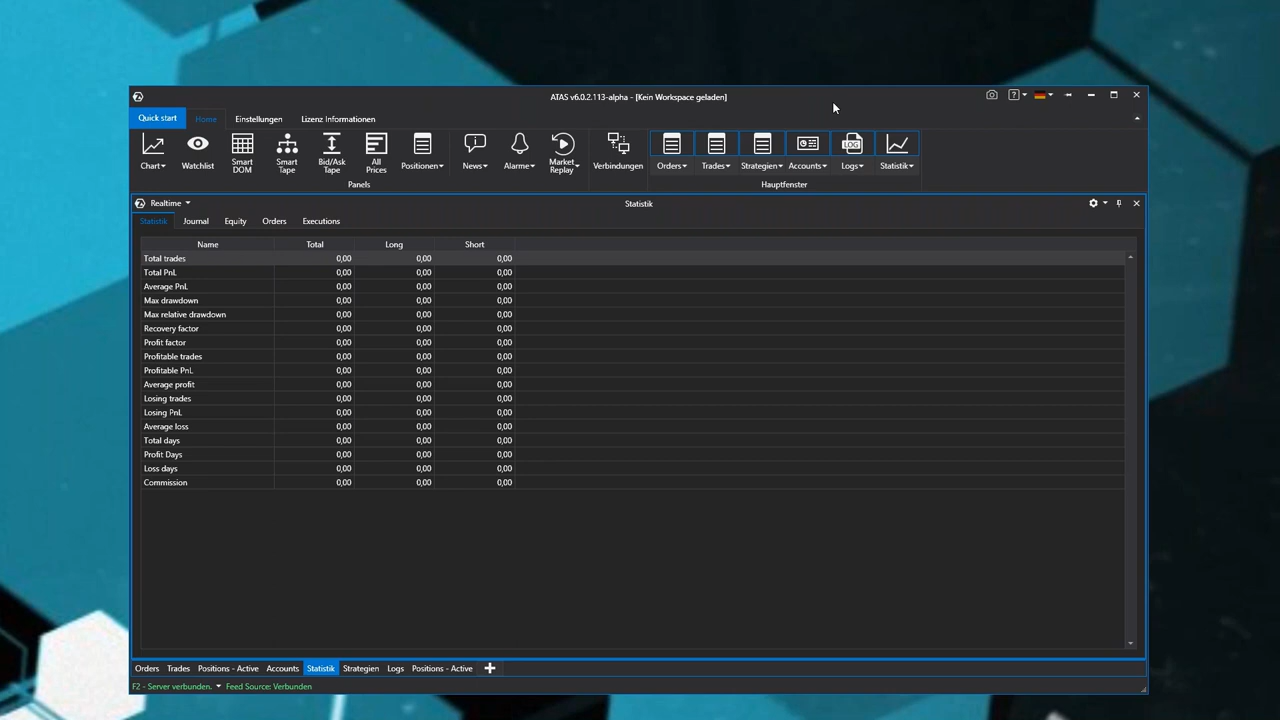 ATAS v6.0.2.113-alpha - [Kein Workspace geladen]
Quick start Home Einstellungen Lizenz Informationen
Chart Watchlist Smart DOM Smart Tape Bid/Ask Tape All Prices Positionen News Alarme Market Replay Verbindungen LOG Orders Trades Strategien Accounts Logs Statistik
Panels Hauptfenster
Realtime Statistik
Statistik Journal Equity Orders Executions
Name Total Long Short
Total trades 0,00 0,00 0,00
Total PnL 0,00 0,00 0,00
Average PnL 0,00 0,00 0,00
Max drawdown 0,00 0,00 0,00
Max relative drawdown 0,00 0,00 0,00
Recovery factor 0,00 0,00 0,00
Profit factor 0,00 0,00 0,00
Profitable trades 0,00 0,00 0,00
Profitable PnL 0,00 0,00 0,00
Average profit 0,00 0,00 0,00
Losing trades 0,00 0,00 0,00
Losing PnL 0,00 0,00 0,00
Average loss 0,00 0,00 0,00
Total days 0,00 0,00 0,00
Profit Days 0,00 0,00 0,00
Loss days 0,00 0,00 0,00
Commission 0,00 0,00 0,00
Orders Trades Positions - Active Accounts Statistik Strategien Logs Positions - Active
F2 - Server verbunden. Feed Source: Verbunden